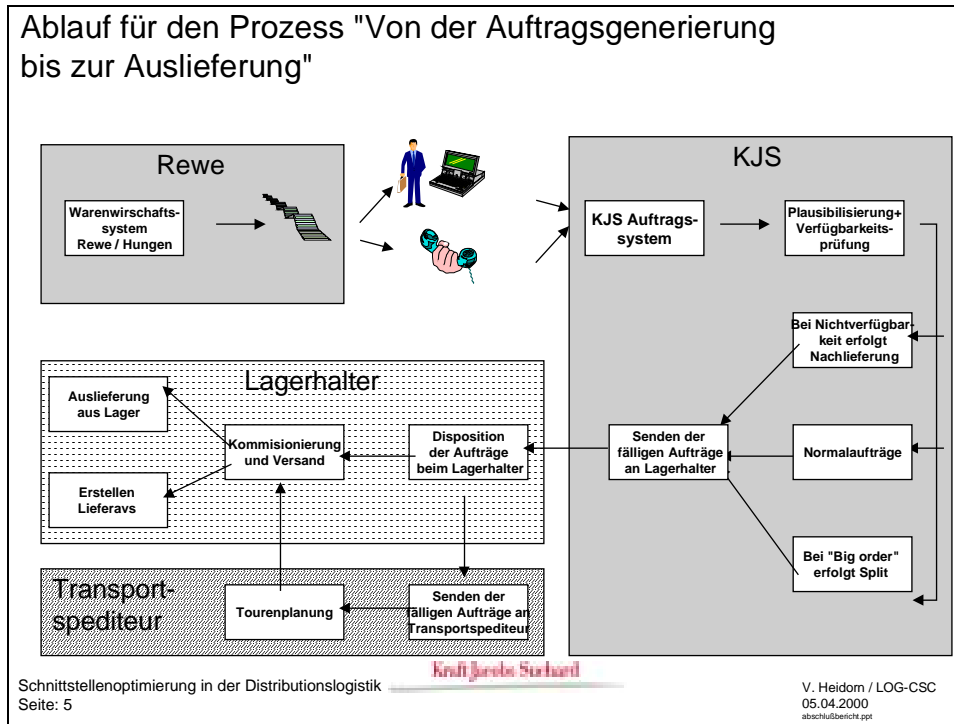 Ablauf für den Prozess "Von der Auftragsgenerierung
bis zur Auslieferung"
Rewe
Warenwirtschafts-
system
Rewe / Hungen
KJS
KJS Auftrags-
system
Plausibilisierung+
Verfügbarkeits-
prüfung
Bei Nichtverfügbar-
keit erfolgt
Nachlieferung
Normalaufträge
Bei "Big order"
erfolgt Split
Senden der
fälligen Aufträge
an Lagerhalter
Lagerhalter
Auslieferung
aus Lager
Erstellen
Lieferavs
Kommisionierung
und Versand
Disposition
der Aufträge
beim Lagerhalter
Transport-
spediteur
Tourenplanung
Senden der
fälligen Aufträge an
Transportspediteur
Kraft Jacobs Suchard
Schnittstellenoptimierung in der Distributionslogistik
Seite: 5
V. Heidorn / LOG-CSC
05.04.2000
abschlußbericht.ppt